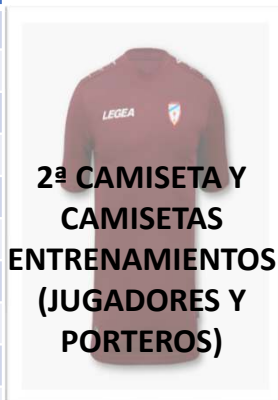 LEGEA
2ª CAMISETA Y
CAMISETAS
ENTRENAMIENTOS
(JUGADORES Y
PORTEROS)